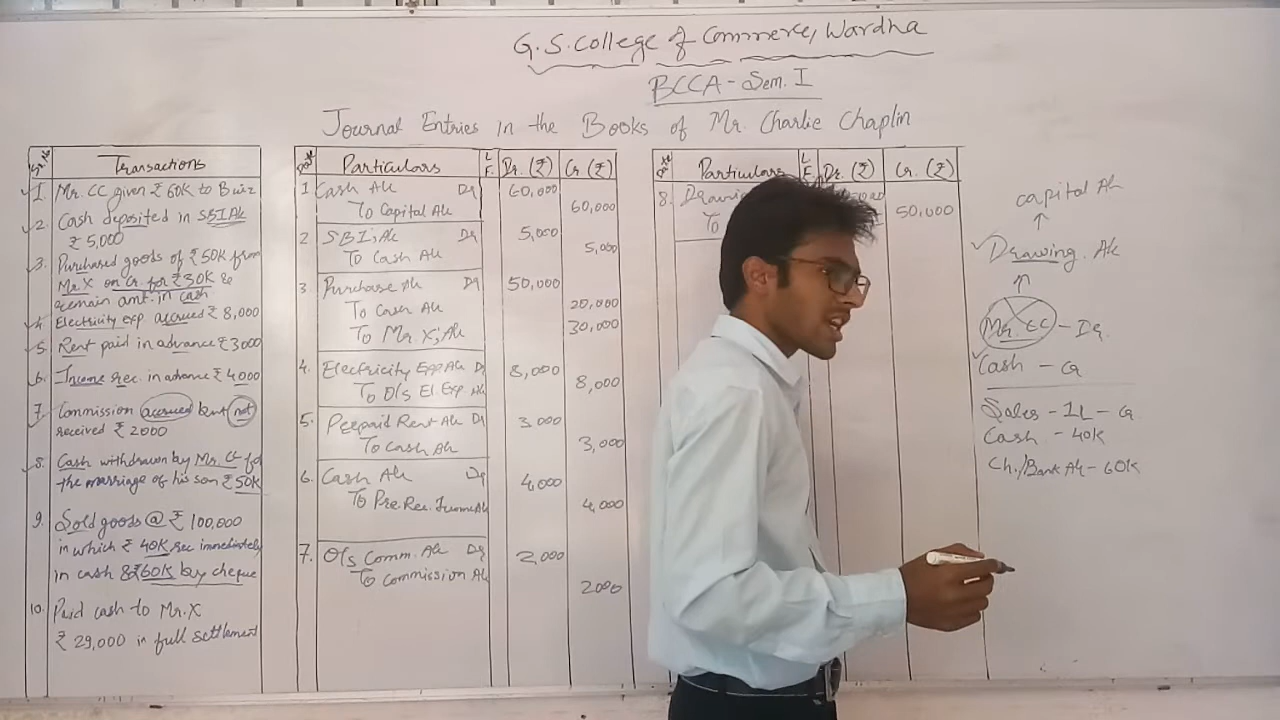 G.S. College of Commerce, Wardha
BCCA - Sem. I
Journal Entries in the Books of Mr. Charlie Chaplin
Sr. No Transactions
1. Mr. CC given ₹ 60K to Buiz
2. Cash deposited in SBI A/c
₹ 5,000
3. Purchased goods of ₹ 50K from
Mr. X on Cr. for ₹ 30K &
remain amt. in cash
4. Electricity exp. accrued ₹ 8,000
5. Rent paid in advance ₹ 3000
6. Income rec. in advance ₹ 4000
7. Commission accrued but not
received ₹ 2000
8. Cash withdrawn by Mr. CC for
the marriage of his son ₹ 50K
9. Sold goods @ ₹ 100,000
in which ₹ 40K rec immediately
in cash & ₹60K by cheque
10. Paid cash to Mr. X
₹ 29,000 in full settlement
Date Particulars L.F. Dr. (₹) Cr (₹)
1 Cash A/c Dr 60,000
To Capital A/c 60,000
2 SBI's A/c Dr 5,000
To Cash A/c 5,000
3 Purchase A/c Dr 50,000
To Cash A/c 20,000
To Mr. X's A/c 30,000
4. Electricity Exp A/c Dr 8,000
To O/s El. Exp. A/c 8,000
5. Prepaid Rent A/c Dr 3000
To Cash A/c 3,000
6. Cash A/c Dr 4000
To Pre. Rec. Income A/c 4,000
7. O/s Comm. A/c Dr 2,000
To Commission A/c 2000
Date Particulars L.F. Dr (₹) Cr. (₹)
8.
To 50,000
capital A/c
↑
Drawing A/c
↑
Mr. CC - Dr.
Cash - Cr
Sales - 1L - Cr.
Cash - 40K
Ch./Bank A/c - 60K